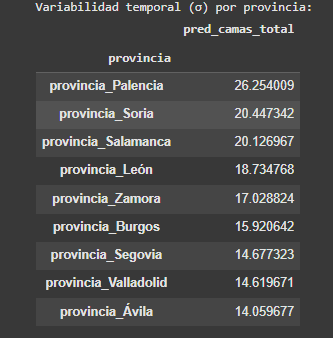 Variabilidad temporal (σ) por provincia:
pred_camas_total
provincia
provincia_Palencia 26.254009
provincia_Soria 20.447342
provincia_Salamanca 20.126967
provincia_León 18.734768
provincia_Zamora 17.028824
provincia_Burgos 15.920642
provincia_Segovia 14.677323
provincia_Valladolid 14.619671
provincia_Ávila 14.059677